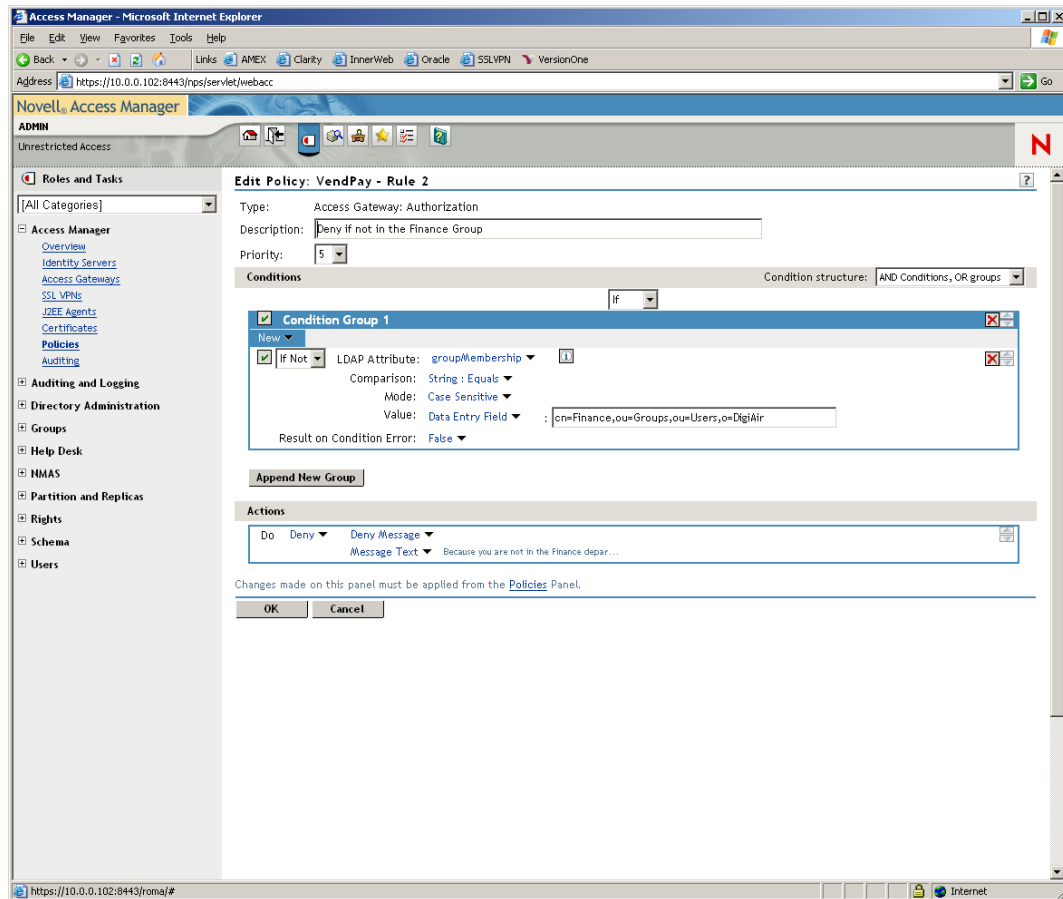 Access Manager - Microsoft Internet Explorer
File Edit View Favorites Tools Help
Back Links AMEX Clarity InnerWeb Oracle SSLVPN VersionOne
Address https://10.0.0.102:8443/nps/servlet/webacc Go
Novell® Access Manager
ADMIN
Unrestricted Access
N
Roles and Tasks
[All Categories]
Access Manager
Overview
Identity Servers
Access Gateways
SSL VPNs
J2EE Agents
Certificates
Policies
Auditing
Auditing and Logging
Directory Administration
Groups
Help Desk
NMAS
Partition and Replicas
Rights
Schema
Users
Edit Policy: VendPay - Rule 2 ?
Type: Access Gateway: Authorization
Description: Deny if not in the Finance Group
Priority: 5
Conditions Condition structure: AND Conditions, OR groups
If
Condition Group 1
New
If Not LDAP Attribute: groupMembership
Comparison: String : Equals
Mode: Case Sensitive
Value: Data Entry Field : cn=Finance,ou=Groups,ou=Users,o=DigiAir
Result on Condition Error: False
Append New Group
Actions
Do Deny Deny Message
Message Text Because you are not in the Finance depar...
Changes made on this panel must be applied from the Policies Panel.
OK Cancel
https://10.0.0.102:8443/roma/# Internet